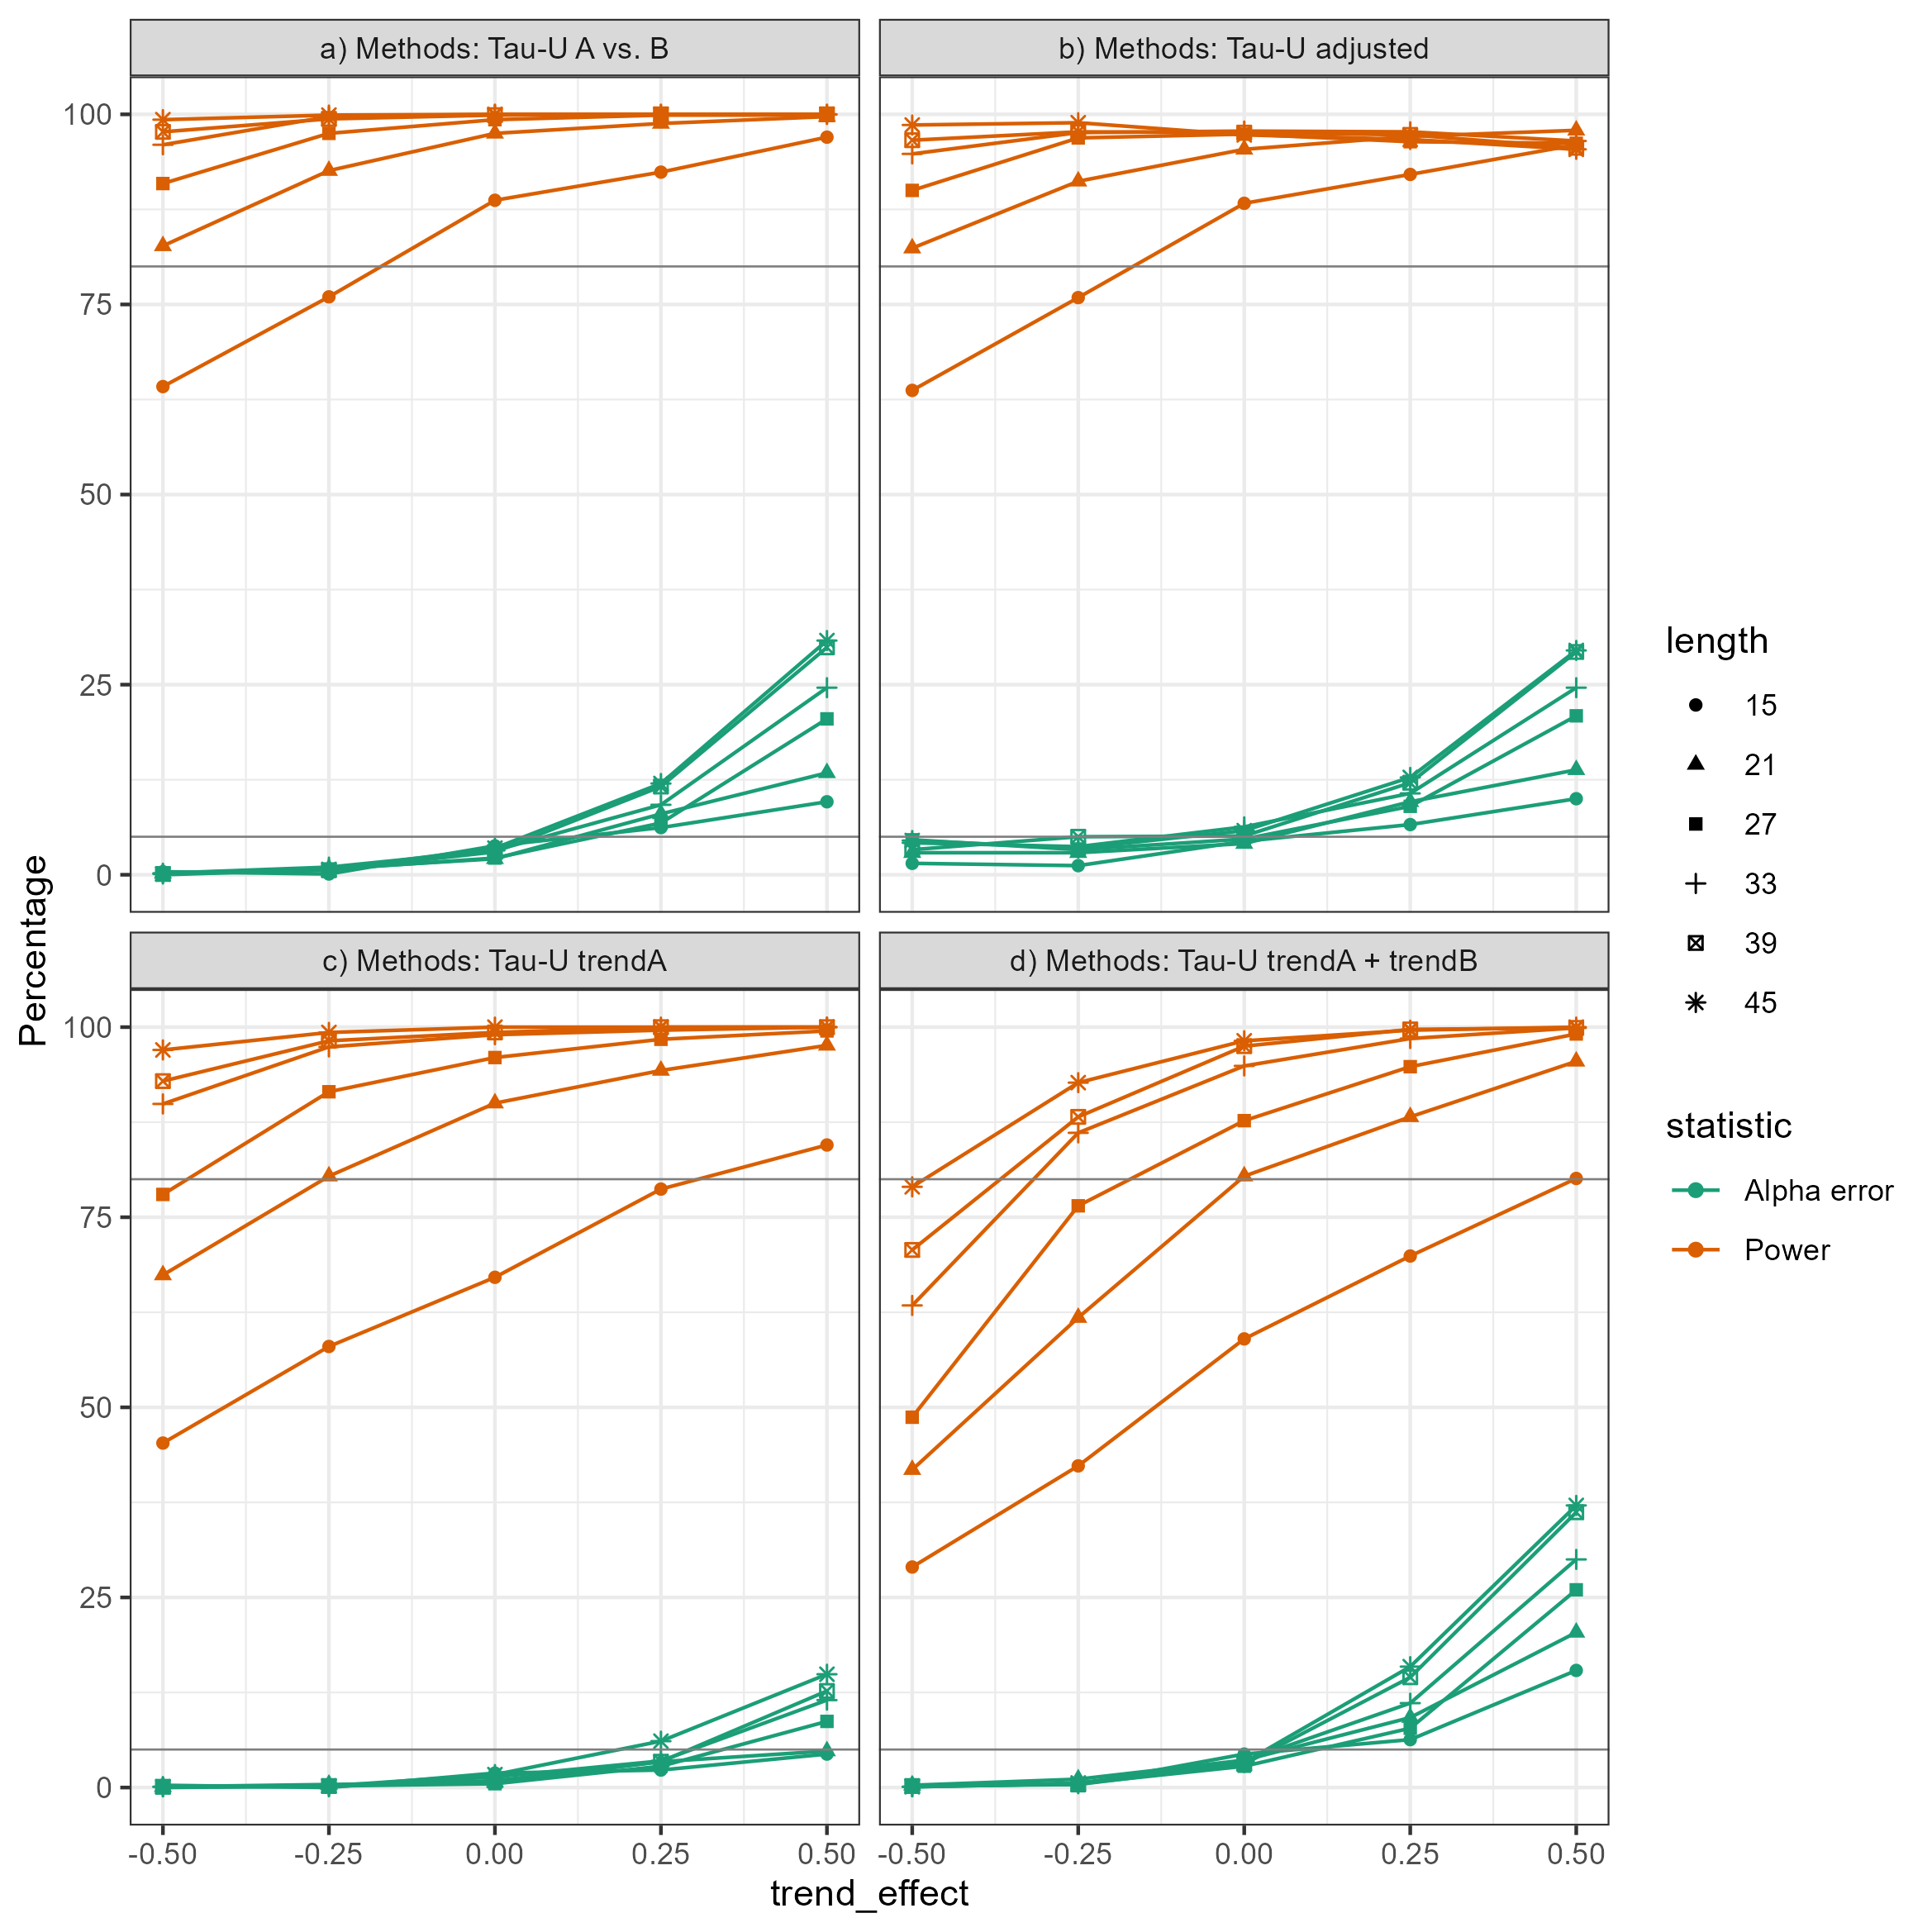 a) Methods: Tau-U A vs. B
b) Methods: Tau-U adjusted
100
75
50
25
0
c) Methods: Tau-U trendA
d) Methods: Tau-U trendA + trendB
100
75
50
25
0
-0.50 -0.25 0.00 0.25 0.50
-0.50 -0.25 0.00 0.25 0.50
trend_effect
Percentage
length
15
21
27
33
39
45
statistic
Alpha error
Power